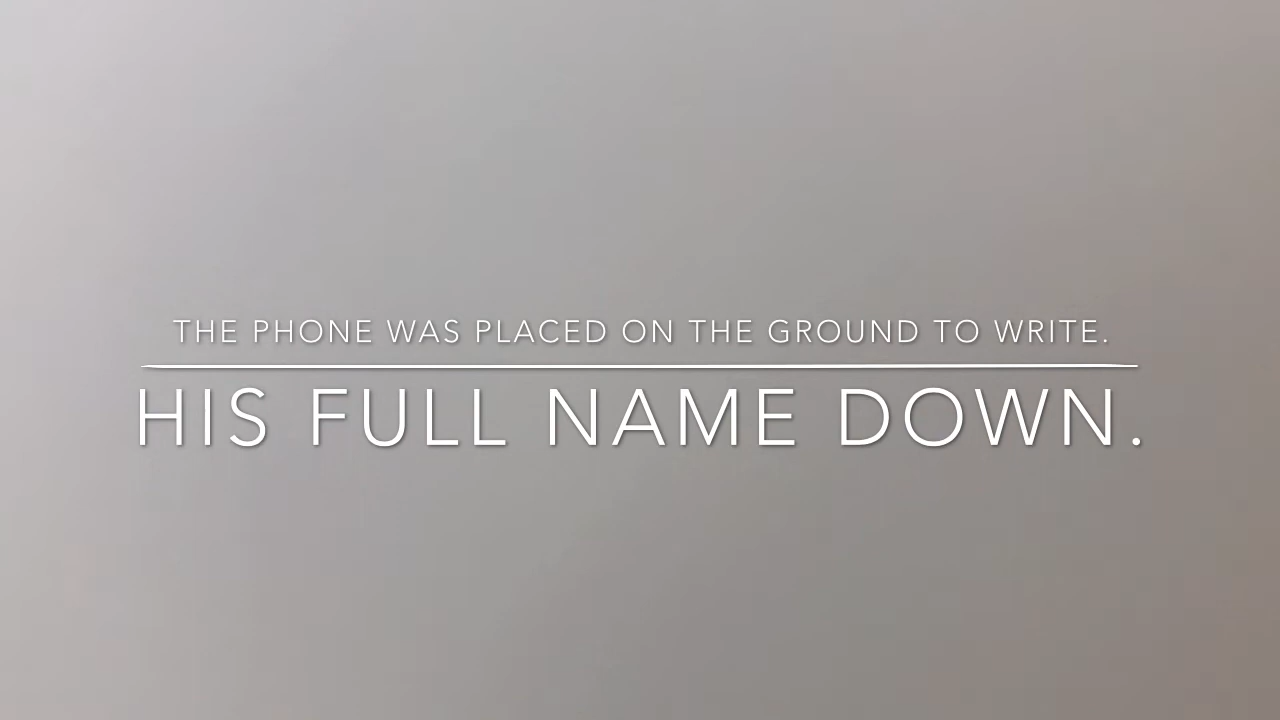 THE PHONE WAS PLACED ON THE GROUND TO WRITE.
HIS FULL NAME DOWN.